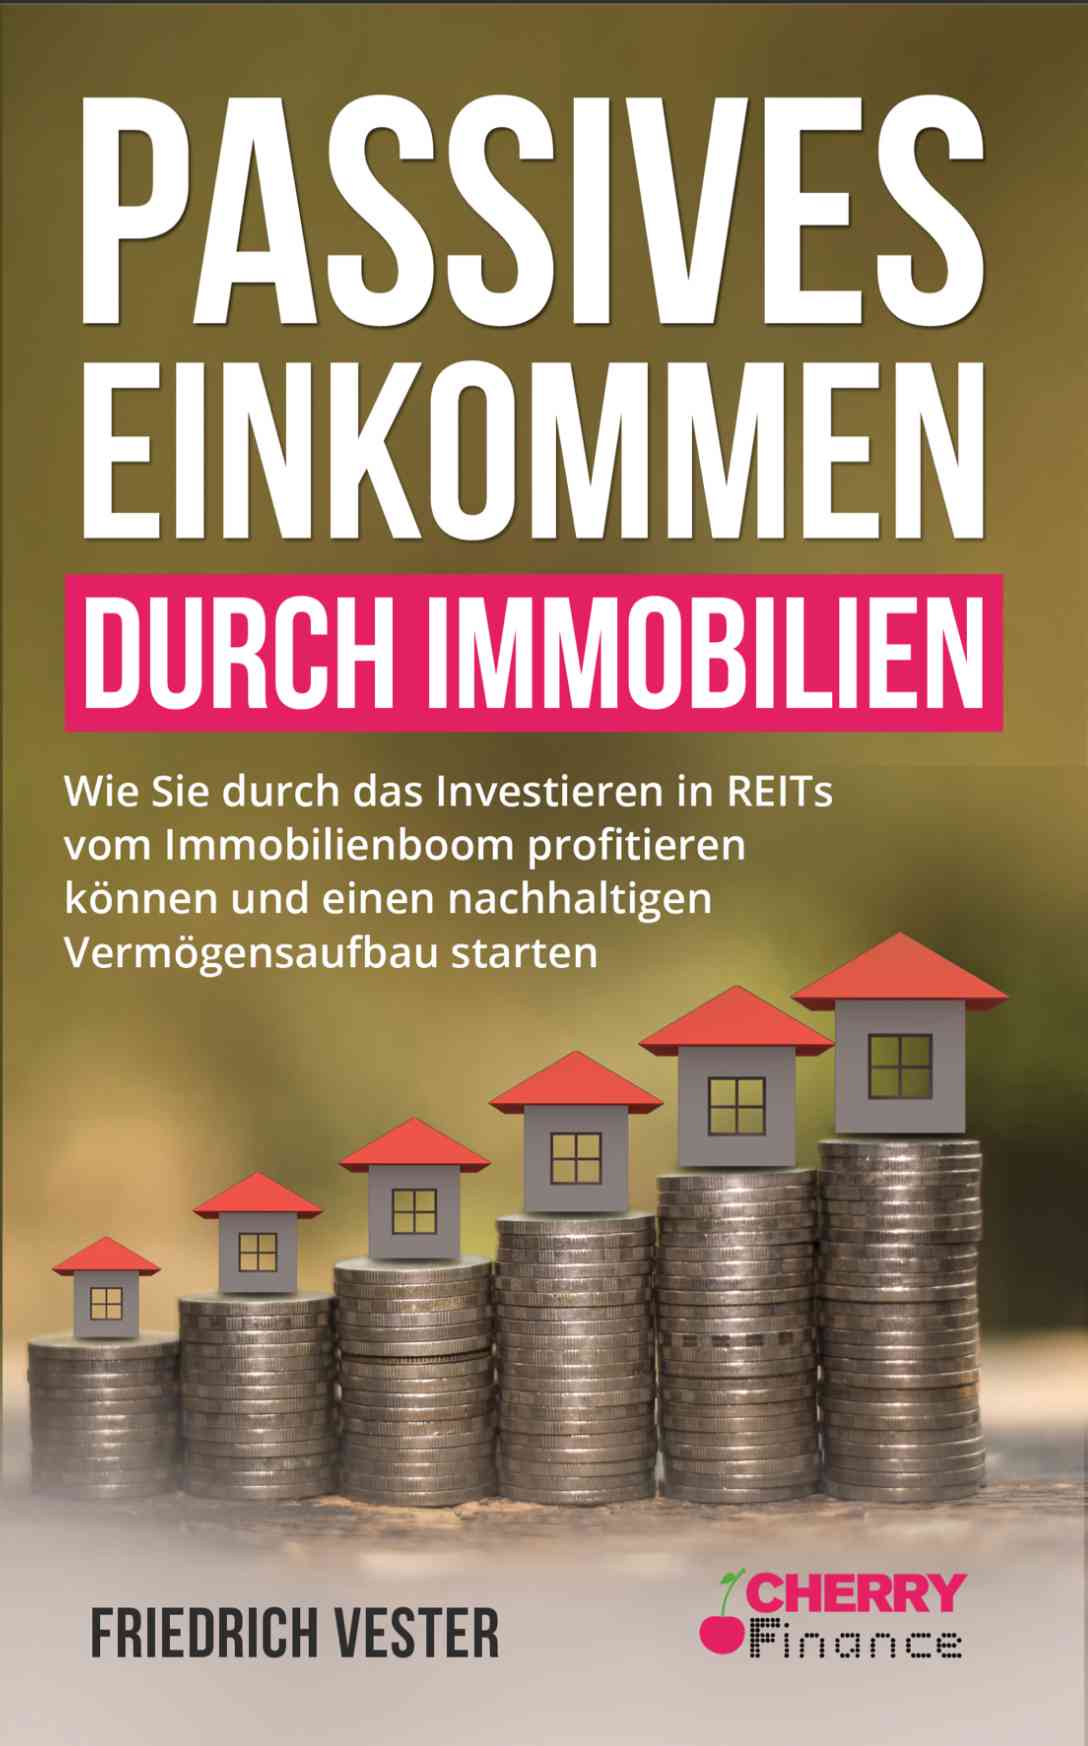 PASSIVES
EINKOMMEN
DURCH IMMOBILIEN
Wie Sie durch das Investieren in REITs
vom Immobilienboom profitieren
können und einen nachhaltigen
Vermögensaufbau starten
FRIEDRICH VESTER
CHERRY
Finance